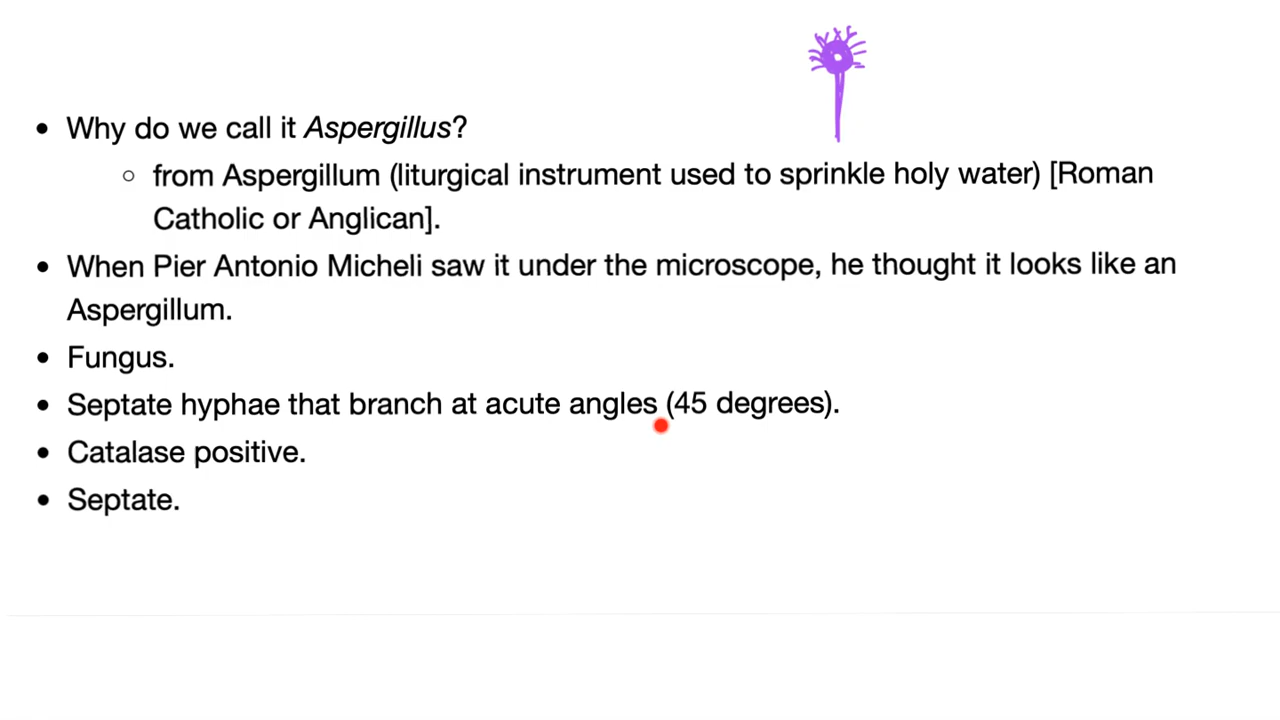 • Why do we call it Aspergillus?
◦ from Aspergillum (liturgical instrument used to sprinkle holy water) [Roman
Catholic or Anglican].
• When Pier Antonio Micheli saw it under the microscope, he thought it looks like an
Aspergillum.
• Fungus.
• Septate hyphae that branch at acute angles (45 degrees).
• Catalase positive.
• Septate.